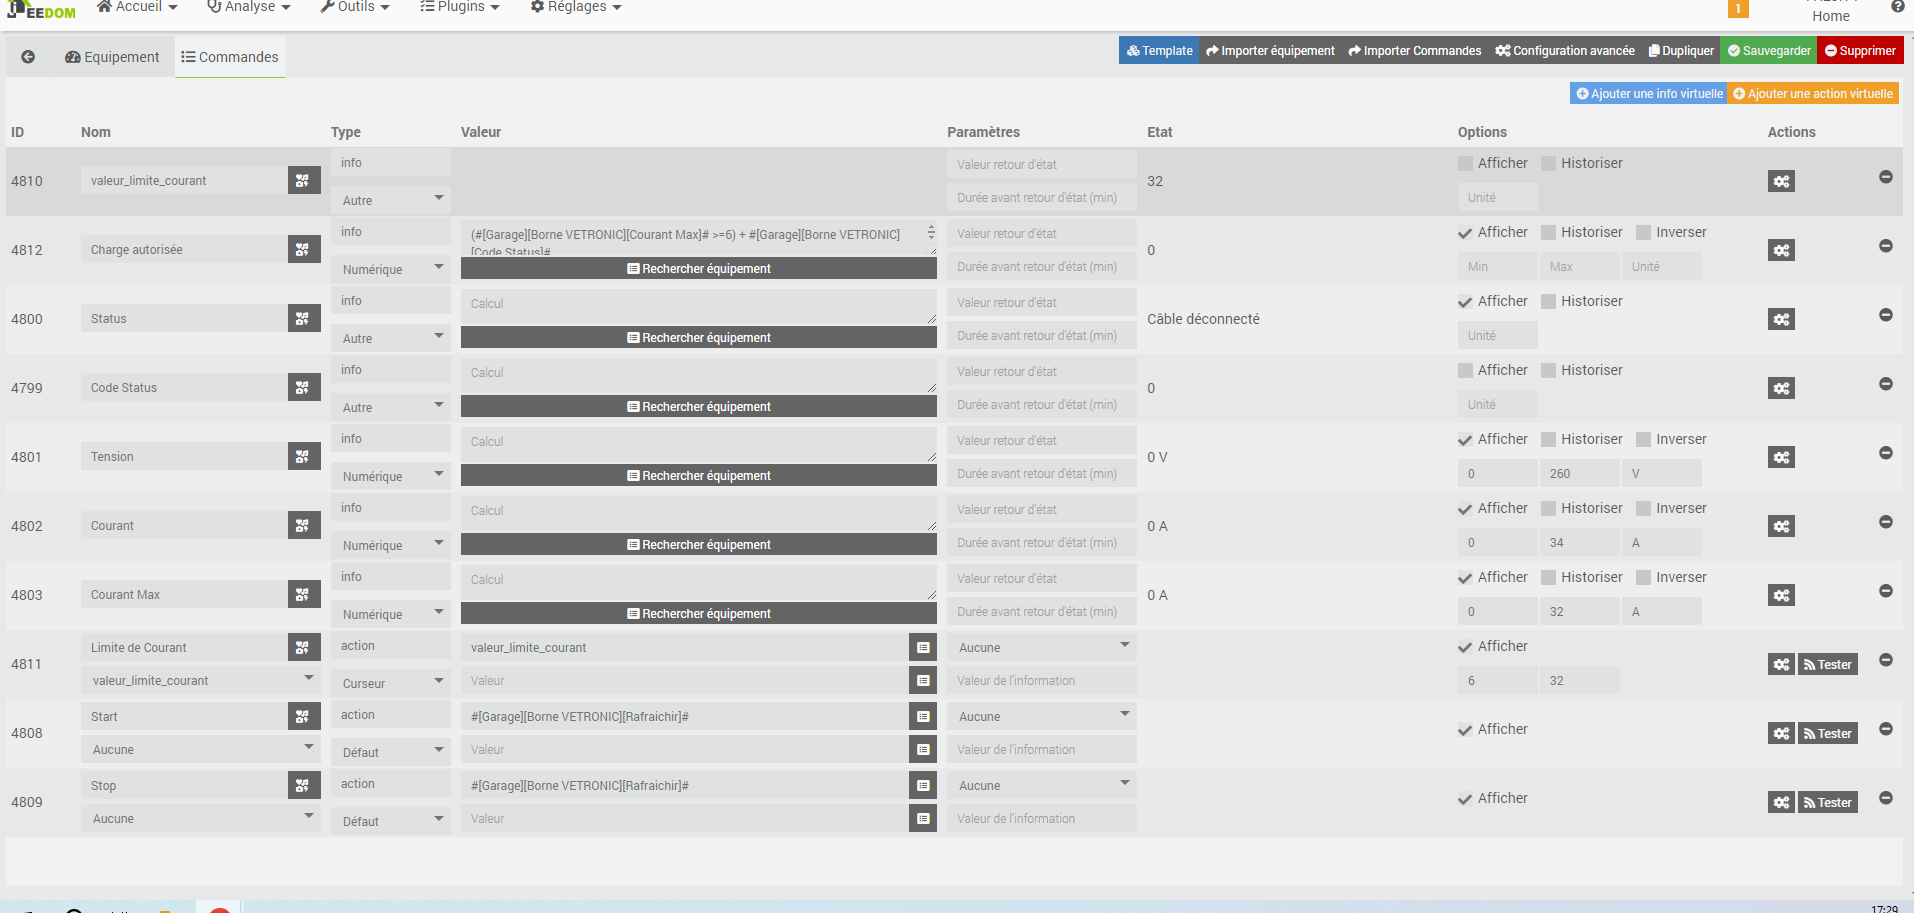 JEEDOM
Accueil
Analyse
Outils
Plugins
Réglages
1
Home
Equipement
Commandes
Template
Importer équipement
Importer Commandes
Configuration avancée
Dupliquer
Sauvegarder
Supprimer
Ajouter une info virtuelle
Ajouter une action virtuelle
ID Nom Type Valeur Paramètres Etat Options Actions
info Valeur retour d'état Afficher Historiser
4810 valeur_limite_courant 32
Autre Durée avant retour d'état (min) Unité
info (#[Garage][Borne VETRONIC][Courant Max]# >=6) + #[Garage][Borne VETRONIC] Valeur retour d'état Afficher Historiser Inverser
4812 Charge autorisée [Code Status]# 0
Numérique Rechercher équipement Durée avant retour d'état (min) Min Max Unité
info Calcul Valeur retour d'état Afficher Historiser
4800 Status Câble déconnecté
Autre Rechercher équipement Durée avant retour d'état (min) Unité
info Calcul Valeur retour d'état Afficher Historiser
4799 Code Status 0
Autre Rechercher équipement Durée avant retour d'état (min) Unité
info Calcul Valeur retour d'état Afficher Historiser Inverser
4801 Tension 0 V
Numérique Rechercher équipement Durée avant retour d'état (min) 0 260 V
info Calcul Valeur retour d'état Afficher Historiser Inverser
4802 Courant 0 A
Numérique Rechercher équipement Durée avant retour d'état (min) 0 34 A
info Calcul Valeur retour d'état Afficher Historiser Inverser
4803 Courant Max 0 A
Numérique Rechercher équipement Durée avant retour d'état (min) 0 32 A
Limite de Courant action valeur_limite_courant Aucune Afficher
4811 Tester
valeur_limite_courant Curseur Valeur Valeur de l'information 6 32
Start action #[Garage][Borne VETRONIC][Rafraichir]# Aucune Afficher
4808 Tester
Aucune Défaut Valeur Valeur de l'information
Stop action #[Garage][Borne VETRONIC][Rafraichir]# Aucune Afficher
4809 Tester
Aucune Défaut Valeur Valeur de l'information
17:29